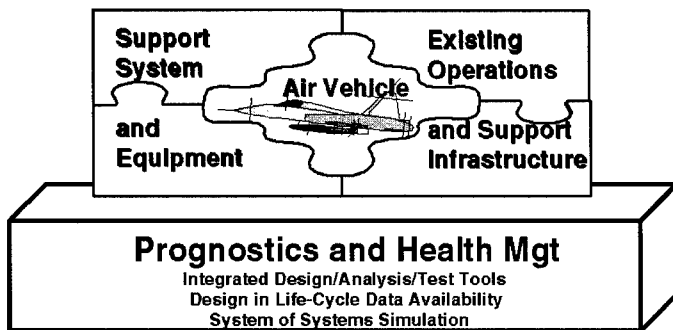 Support
System
and
Equipment
Air Vehicle
Existing
Operations
and Support
Infrastructure
Prognostics and Health Mgt
Integrated Design/Analysis/Test Tools
Design in Life-Cycle Data Availability
System of Systems Simulation